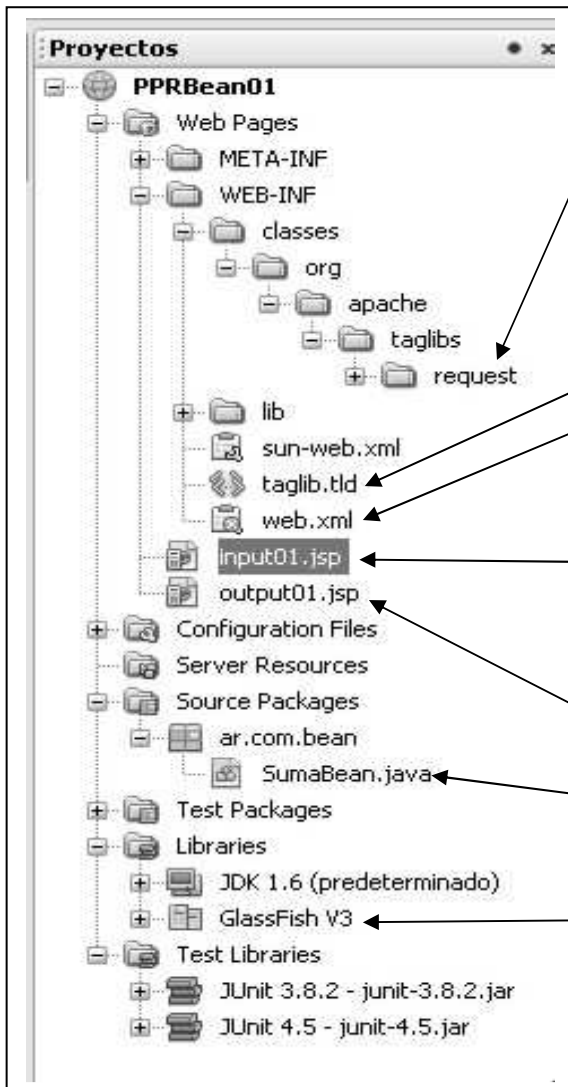 Proyectos
PPRBean01
Web Pages
META-INF
WEB-INF
classes
org
apache
taglibs
request
lib
sun-web.xml
taglib.tld
web.xml
input01.jsp
output01.jsp
Configuration Files
Server Resources
Source Packages
ar.com.bean
SumaBean.java
Test Packages
Libraries
JDK 1.6 (predeterminado)
GlassFish V3
Test Libraries
JUnit 3.8.2 - junit-3.8.2.jar
JUnit 4.5 - junit-4.5.jar